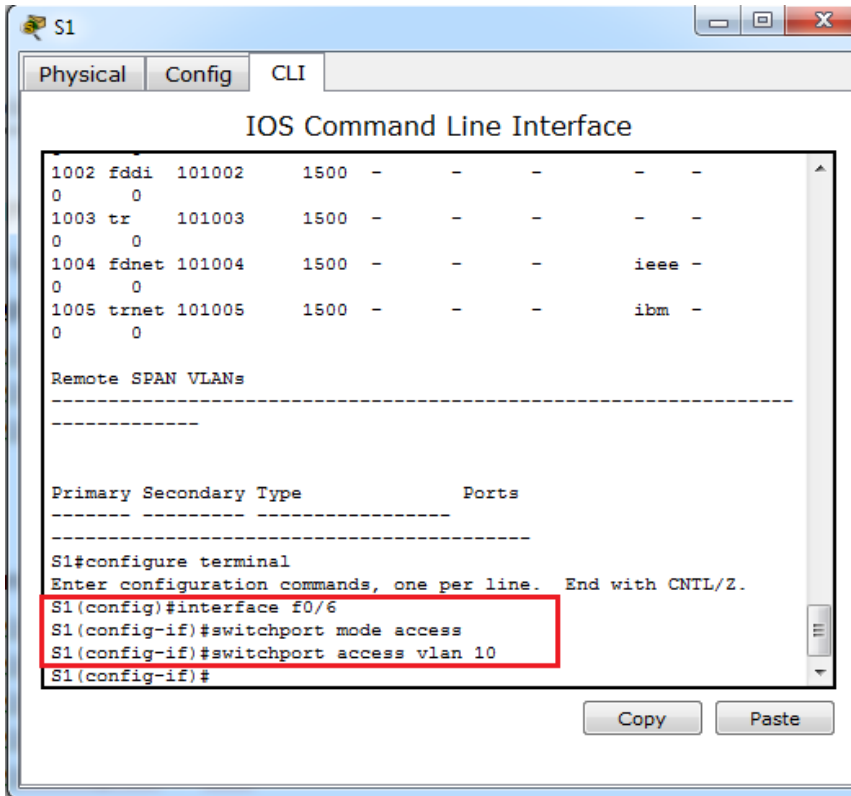 S1
Physical Config CLI
IOS Command Line Interface
1002 fddi 101002 1500 - - - - -
0 0
1003 tr 101003 1500 - - - - -
0 0
1004 fdnet 101004 1500 - - - ieee -
0 0
1005 trnet 101005 1500 - - - ibm -
0 0
Remote SPAN VLANs
------------------------------------------------------------------
-------------
Primary Secondary Type Ports
------- --------- -----------------
------------------------------------------
S1#configure terminal
Enter configuration commands, one per line. End with CNTL/Z.
S1(config)#interface f0/6
S1(config-if)#switchport mode access
S1(config-if)#switchport access vlan 10
S1(config-if)#
Copy Paste